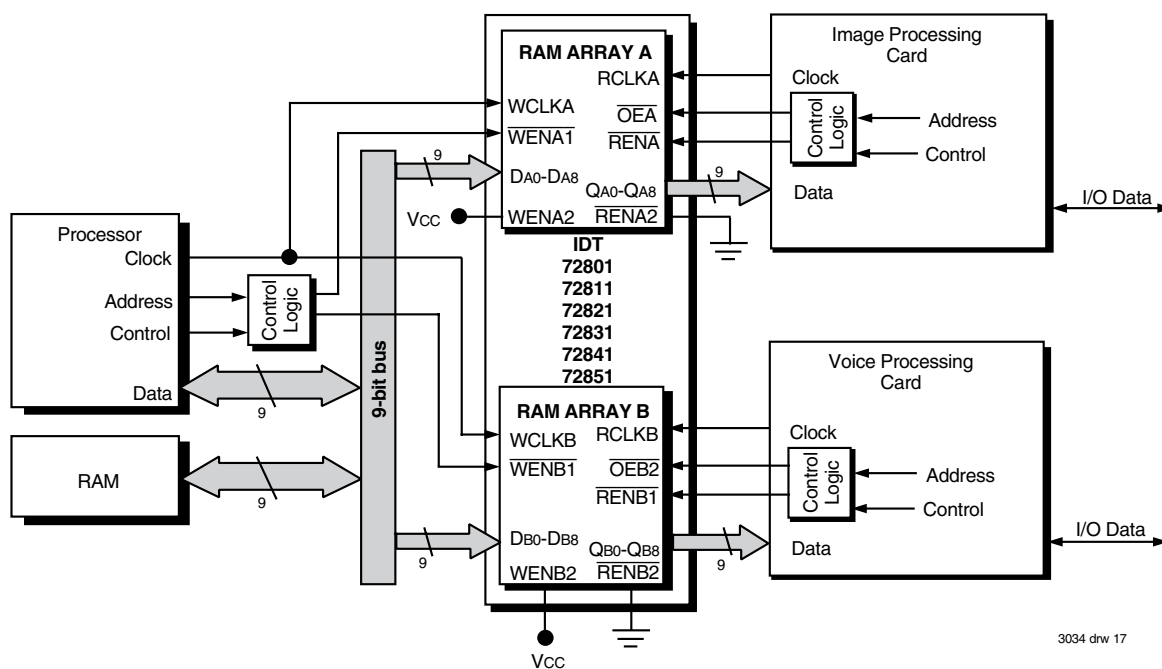 Processor
Clock
Address
Control
Data
9
RAM
9
Control
Logic
9-bit bus
9
9
VCC
RAM ARRAY A
RCLKA
WCLKA
OEA
WENA1
RENA
DA0-DA8
QA0-QA8
WENA2
RENA2
9
IDT
72801
72811
72821
72831
72841
72851
RAM ARRAY B
RCLKB
WCLKB
OEB2
WENB1
RENB1
DB0-DB8
QB0-QB8
WENB2
RENB2
9
VCC
Image Processing
Card
Clock
Control
Logic
Address
Control
Data
I/O Data
Voice Processing
Card
Clock
Control
Logic
Address
Control
Data
I/O Data
3034 drw 17